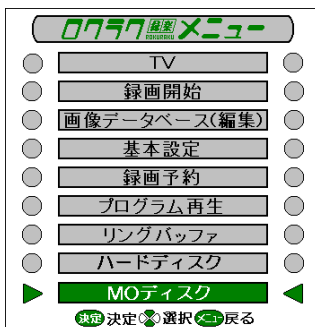 ロクラク 録楽 ROKURAKU メニュー
TV
録画開始
画像データベース(編集)
基本設定
録画予約
プログラム再生
リングバッファ
ハードディスク
MOディスク
決定 決定 選択 メニュー 戻る